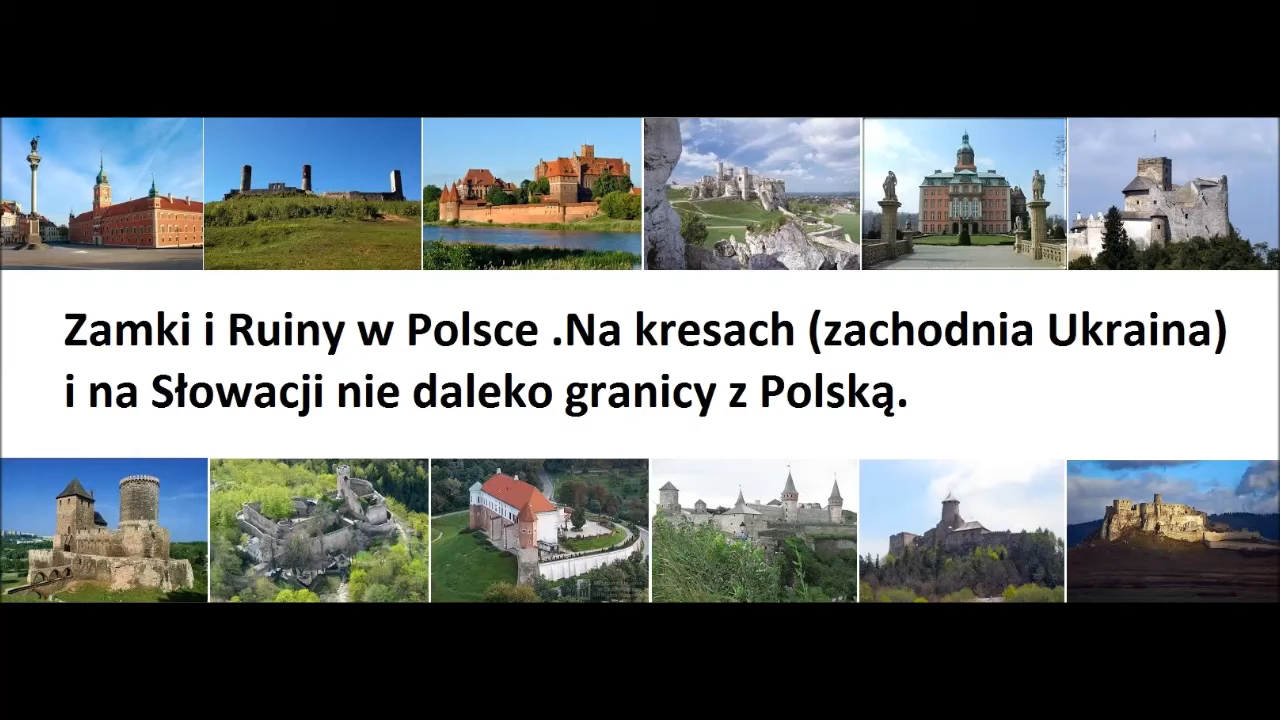 Zamki i Ruiny w Polsce .Na kresach (zachodnia Ukraina)
i na Słowacji nie daleko granicy z Polską.